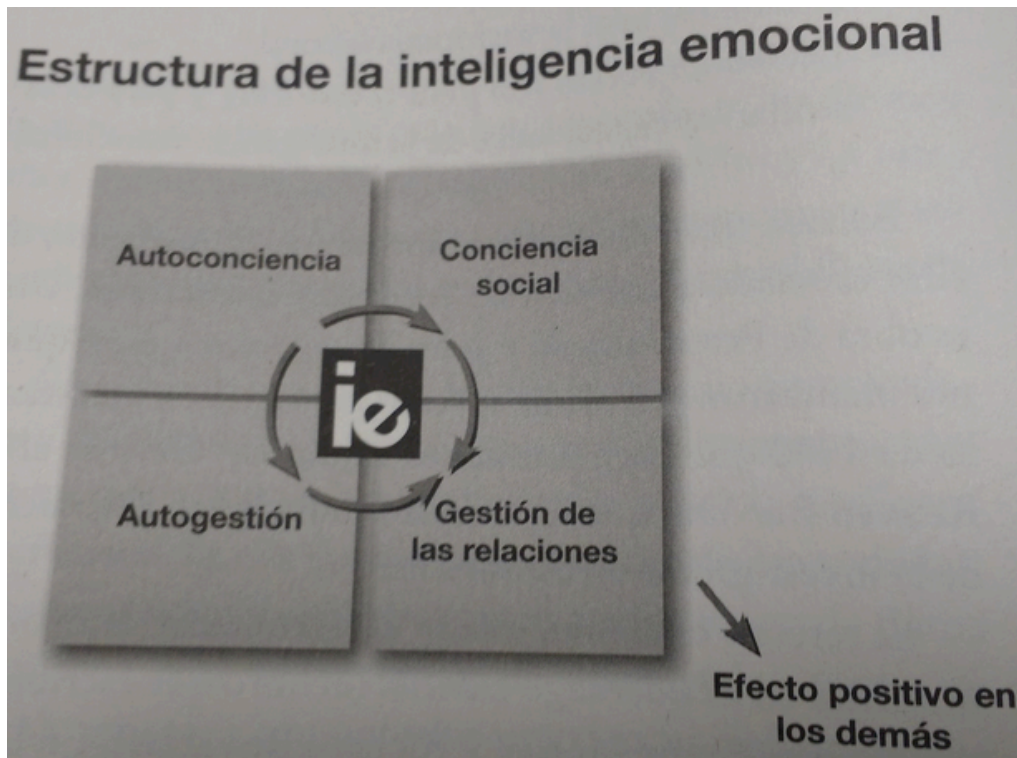 Estructura de la inteligencia emocional
Autoconciencia
Conciencia
social
ie
Autogestión
Gestión de
las relaciones
Efecto positivo en
los demás